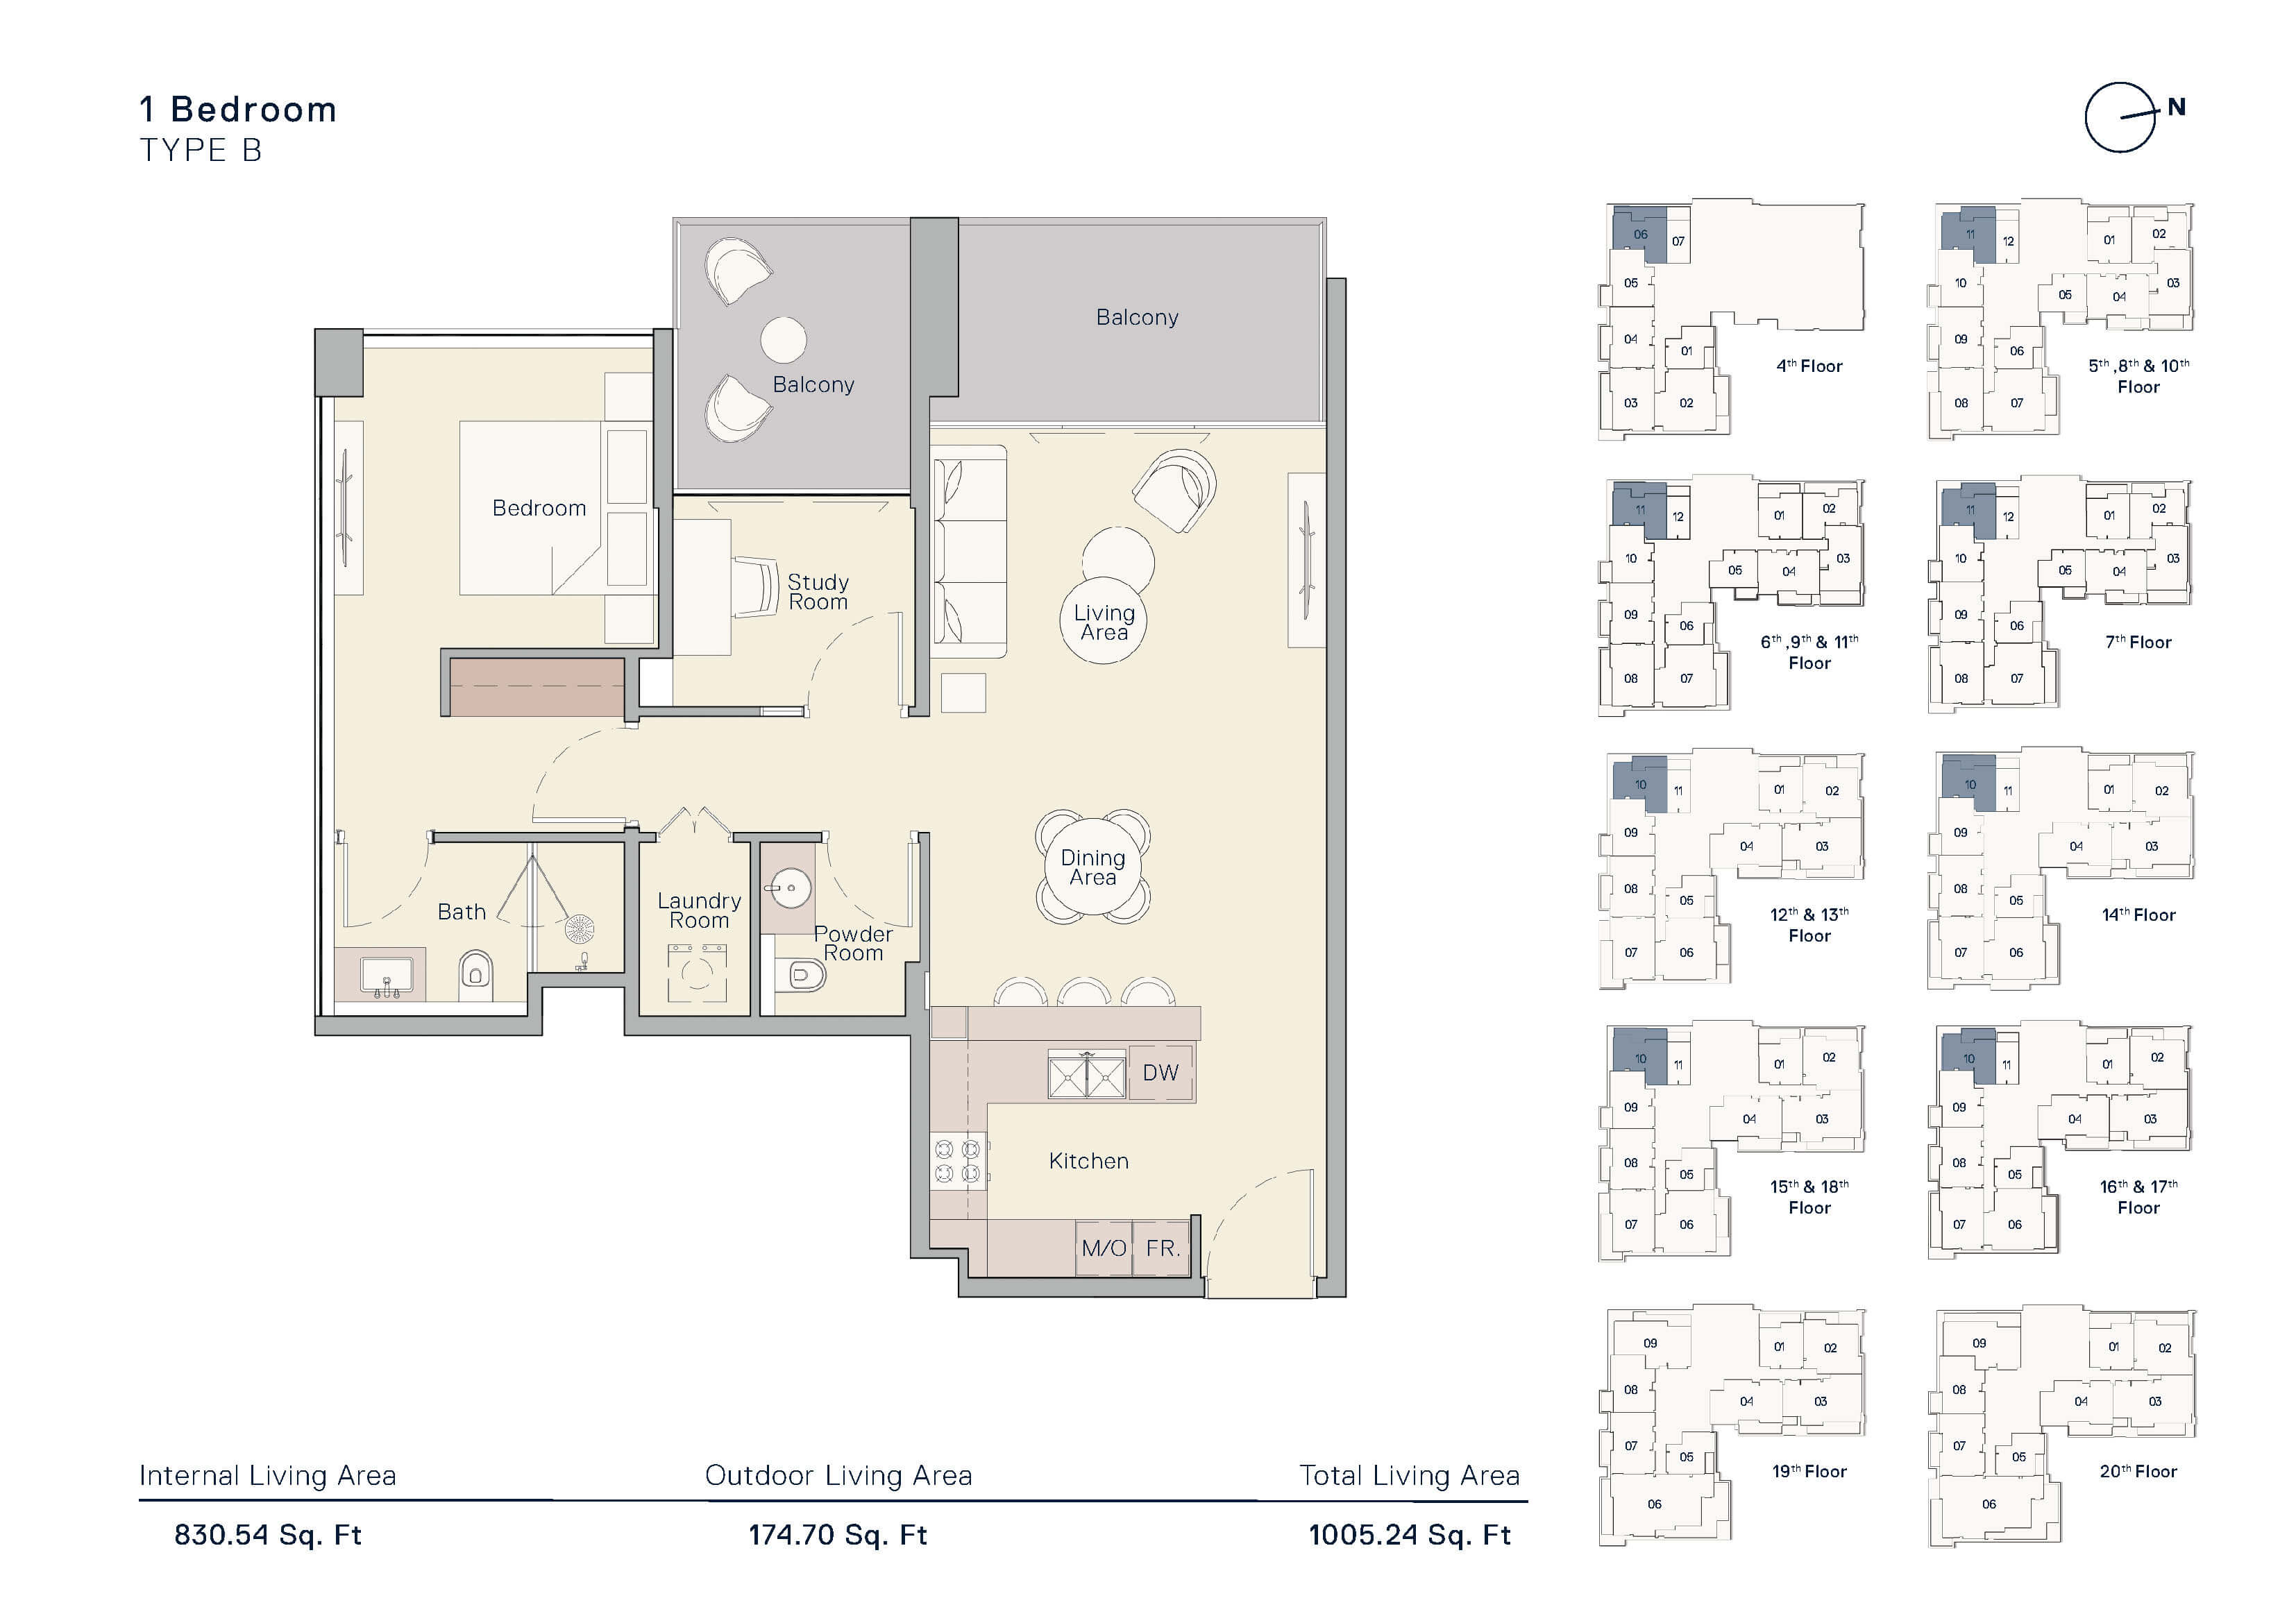 1 Bedroom
TYPE B
N
Balcony
Balcony
Bedroom
Study
Room
Living
Area
Dining
Area
Bath
Laundry
Room
Powder
Room
DW
Kitchen
M/O
FR.
Internal Living Area
Outdoor Living Area
Total Living Area
830.54 Sq. Ft
174.70 Sq. Ft
1005.24 Sq. Ft
06
07
05
04
01
03
02
4th Floor
11
12
01
02
10
05
04
03
09
06
08
07
5th ,8th & 10th
Floor
11
12
01
02
10
05
04
03
09
06
08
07
6th ,9th & 11th
Floor
11
12
01
02
10
05
04
03
09
06
08
07
7th Floor
10
11
01
02
09
04
03
08
05
07
06
12th & 13th
Floor
10
11
01
02
09
04
03
08
05
07
06
14th Floor
10
11
01
02
09
04
03
08
05
07
06
15th & 18th
Floor
10
11
01
02
09
04
03
08
05
07
06
16th & 17th
Floor
09
01
02
08
04
03
07
05
06
19th Floor
09
01
02
08
04
03
07
05
06
20th Floor